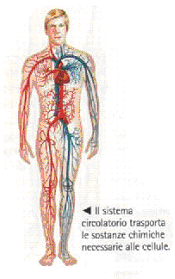 ◄ Il sistema
circolatorio trasporta
le sostanze chimiche
necessarie alle cellule.